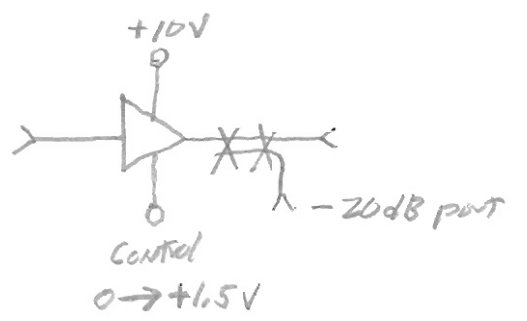 +10V
-20dB port
Control
0→+1.5V